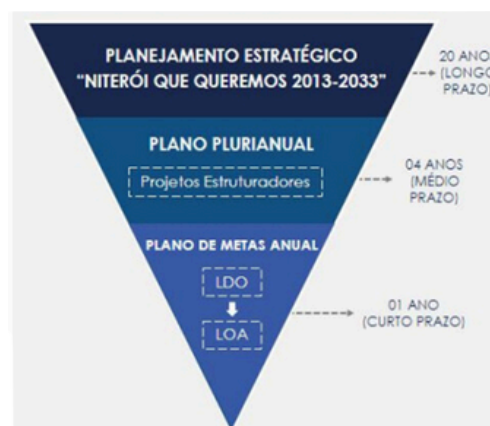 PLANEJAMENTO ESTRATÉGICO
“NITERÓI QUE QUEREMOS 2013-2033”
20 ANO
(LONGO
PRAZO)
PLANO PLURIANUAL
Projetos Estruturadores
04 ANOS
(MÉDIO
PRAZO)
PLANO DE METAS ANUAL
LDO
LOA
01 ANO
(CURTO PRAZO)